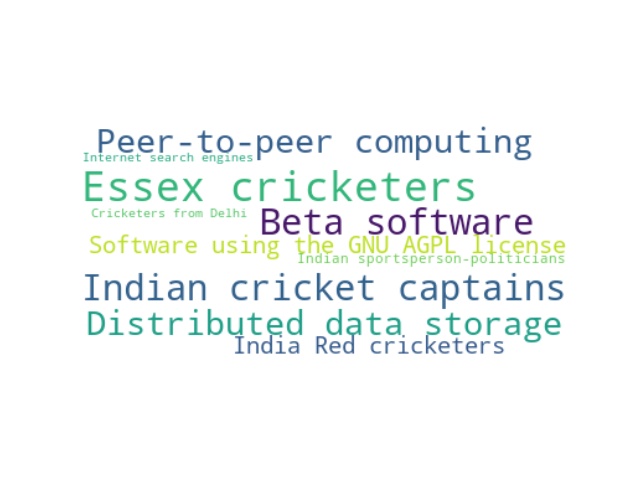 Peer-to-peer computing
Internet search engines
Essex cricketers
Cricketers from Delhi
Beta software
Software using the GNU AGPL license
Indian sportsperson-politicians
Indian cricket captains
Distributed data storage
India Red cricketers